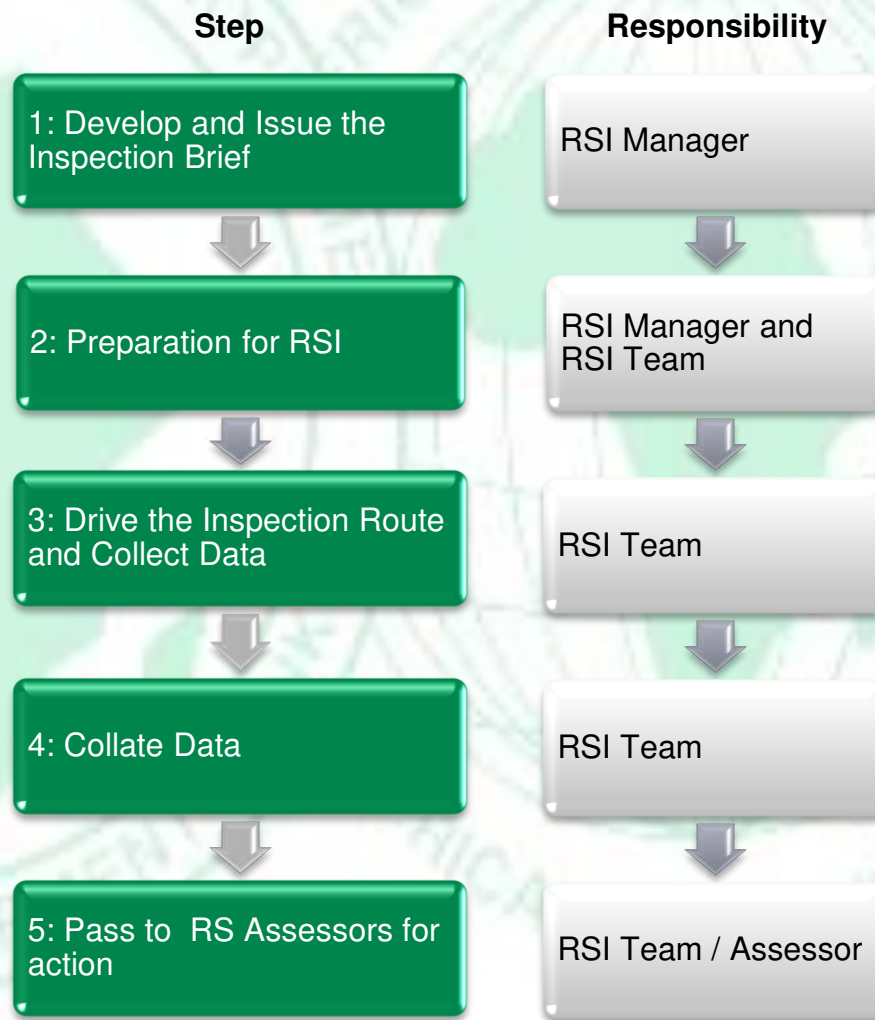 Step Responsibility
1: Develop and Issue the
Inspection Brief
RSI Manager
2: Preparation for RSI
RSI Manager and
RSI Team
3: Drive the Inspection Route
and Collect Data
RSI Team
4: Collate Data
RSI Team
5: Pass to RS Assessors for
action
RSI Team / Assessor